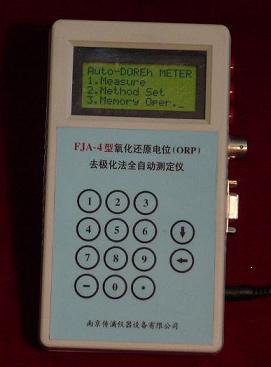 Auto-DOREh METER
1.Measure
2.Method Set
3.Memory Oper._
FJA-4型氧化还原电位(ORP)
去极化法全自动测定仪
1 2 3
4 5 6 ↓
7 8 9 ←
- 0 •
南京传滴仪器设备有限公司